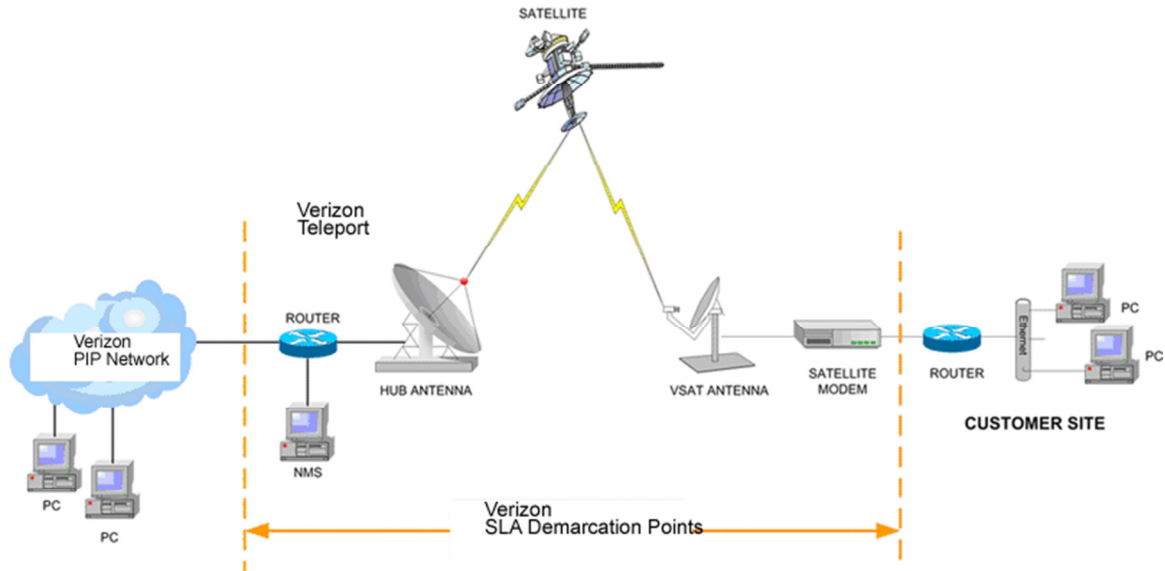 SATELLITE
Verizon
Teleport
ROUTER
Verizon
PIP Network
HUB ANTENNA
VSAT ANTENNA
SATELLITE
MODEM
ROUTER
Ethernet
PC
PC
CUSTOMER SITE
NMS
PC
PC
Verizon
SLA Demarcation Points